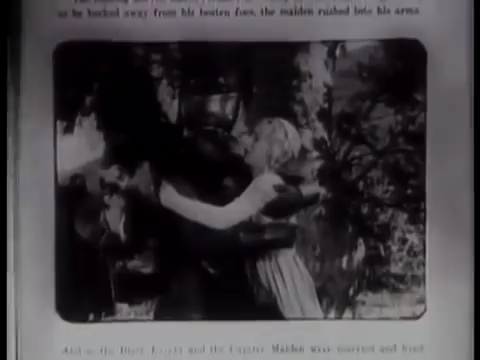 as he backed away from his beaten foe, the maiden rushed into his arms
And so the Black Knight and the Captive Maiden were married and lived